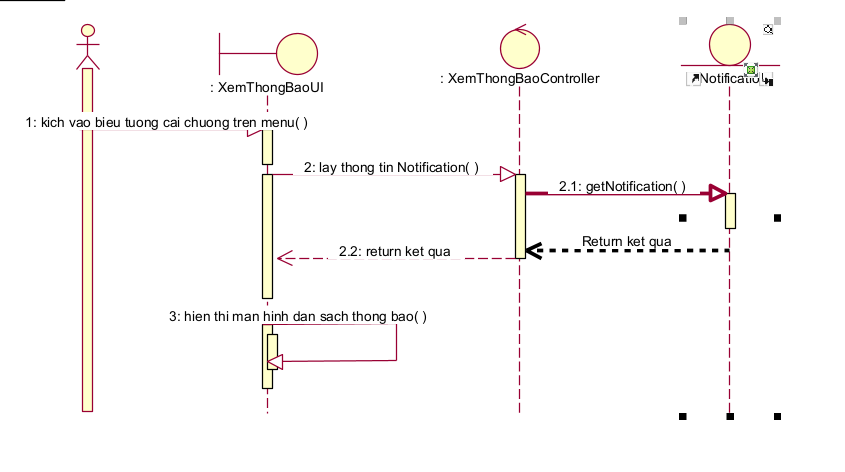 : XemThongBaoUI
: XemThongBaoController
1: kich vao bieu tuong cai chuong tren menu( )
2: lay thong tin Notification( )
2.1: getNotification( )
Return ket qua
2.2: return ket qua
3: hien thi man hinh dan sach thong bao( )